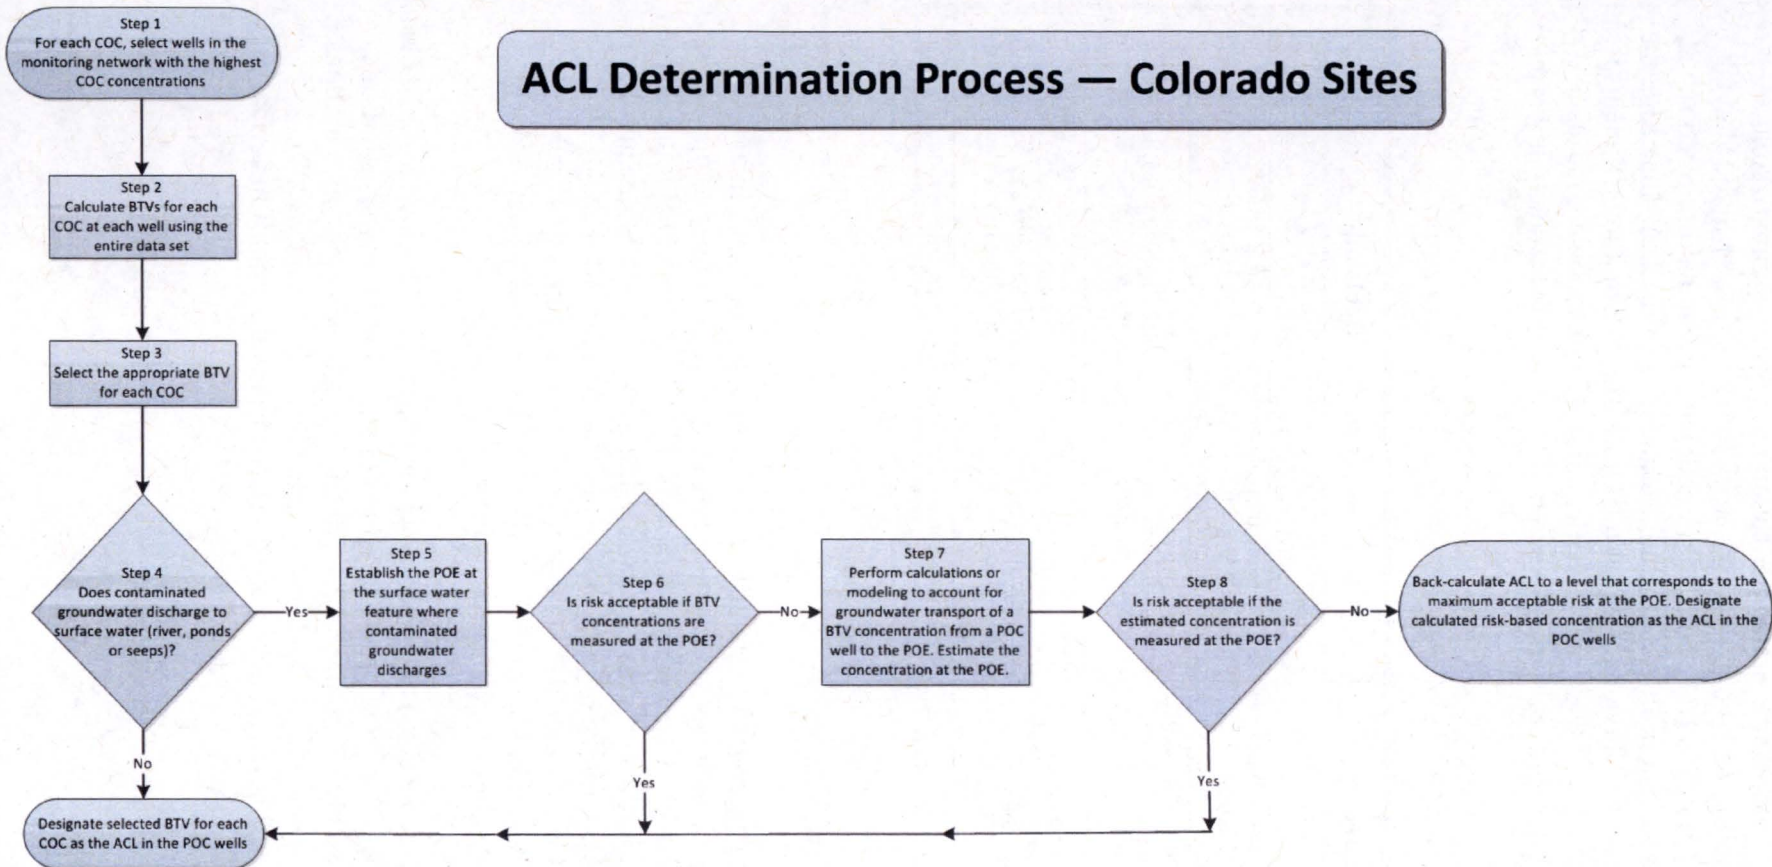 Step 1
For each COC, select wells in the
monitoring network with the highest
COC concentrations
ACL Determination Process — Colorado Sites
Step 2
Calculate BTVs for each
COC at each well using the
entire data set
Step 3
Select the appropriate BTV
for each COC
Step 4
Does contaminated
groundwater discharge to
surface water (river, ponds
or seeps)?
Yes
Step 5
Establish the POE at
the surface water
feature where
contaminated
groundwater
discharges
Step 6
Is risk acceptable if BTV
concentrations are
measured at the POE?
No
Step 7
Perform calculations or
modeling to account for
groundwater transport of a
BTV concentration from a POC
well to the POE. Estimate the
concentration at the POE.
Step 8
Is risk acceptable if the
estimated concentration is
measured at the POE?
No
Back-calculate ACL to a level that corresponds to the
maximum acceptable risk at the POE. Designate
calculated risk-based concentration as the ACL in the
POC wells
No
Yes
Yes
Designate selected BTV for each
COC as the ACL in the POC wells